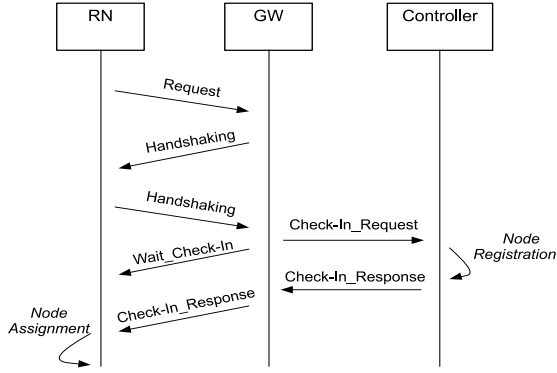 RN
GW
Controller
Request
Handshaking
Handshaking
Check-In_Request
Wait_Check-In
Node
Registration
Check-In_Response
Check-In_Response
Node
Assignment